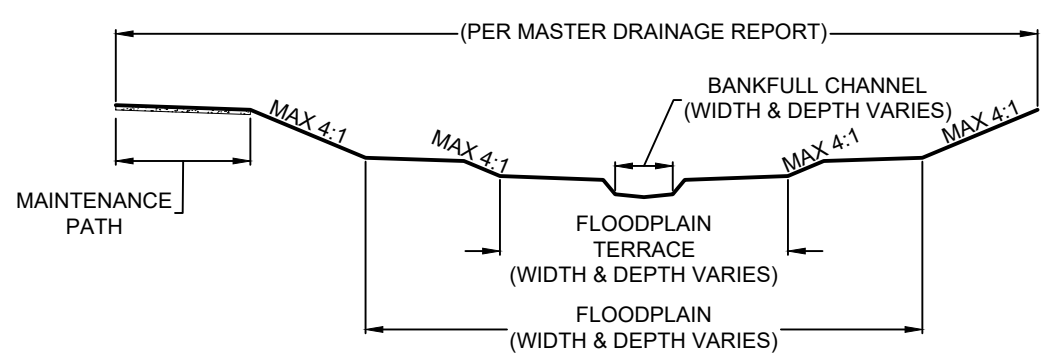 (PER MASTER DRAINAGE REPORT)
BANKFULL CHANNEL
(WIDTH & DEPTH VARIES)
MAX 4:1
MAX 4:1
MAX 4:1
MAX 4:1
MAINTENANCE
PATH
FLOODPLAIN
TERRACE
(WIDTH & DEPTH VARIES)
FLOODPLAIN
(WIDTH & DEPTH VARIES)